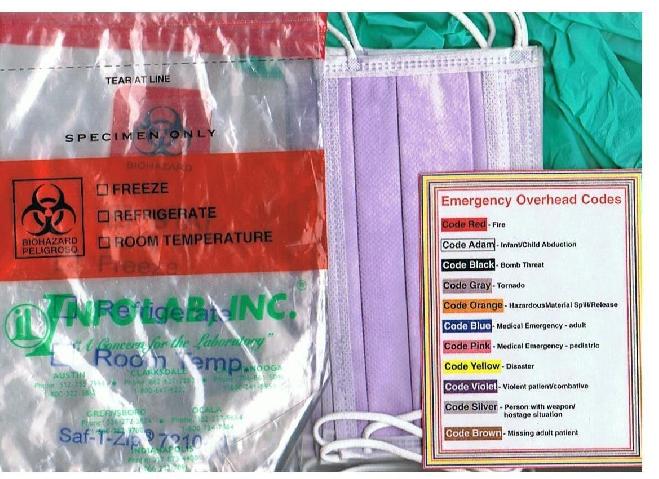 TEAR AT LINE
SPECIMEN ONLY
BIOHAZARD
FREEZE
REFRIGERATE
ROOM TEMPERATURE
BIOHAZARD
PELIGROSO
Freeze
INFOLAB, INC.®
Refrigerate
"A Concern for the Laboratory"
Room Temp.
AUSTIN
CLARKSDALE
GREENSBORO
OCALA
Saf-T-Zip® 7210
INDIANAPOLIS
Emergency Overhead Codes
Code Red - Fire
Code Adam - Infant/Child Abduction
Code Black - Bomb Threat
Code Gray - Tornado
Code Orange - Hazardous Material Spill/Release
Code Blue - Medical Emergency - adult
Code Pink - Medical Emergency - pediatric
Code Yellow - Disaster
Code Violet - Violent patient/combative
Code Silver - Person with weapon/
hostage situation
Code Brown - Missing adult patient